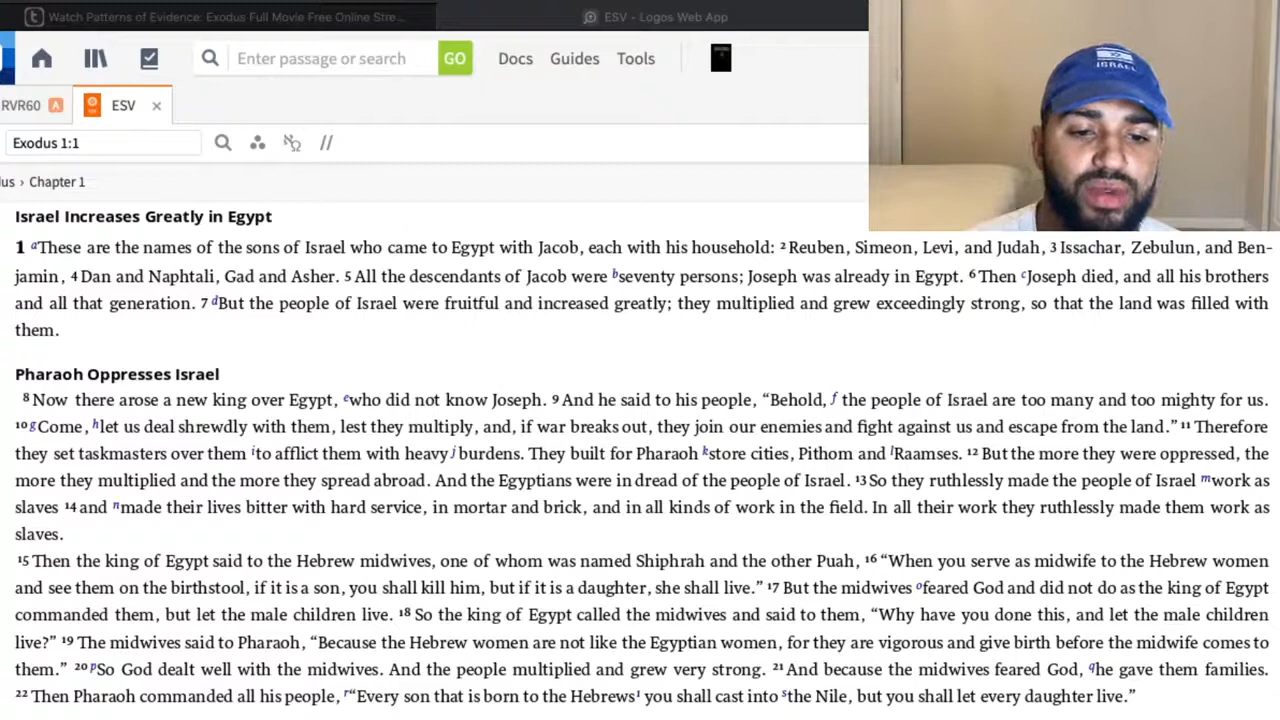 Watch Patterns of Evidence: Exodus Full Movie Free Online Stre...
ESV - Logos Web App
Enter passage or search
GO
Docs
Guides
Tools
RVR60 A
ESV ×
Exodus 1:1
us › Chapter 1
ISRAEL
Israel Increases Greatly in Egypt
1 aThese are the names of the sons of Israel who came to Egypt with Jacob, each with his household: 2 Reuben, Simeon, Levi, and Judah, 3 Issachar, Zebulun, and Ben-
jamin, 4 Dan and Naphtali, Gad and Asher. 5 All the descendants of Jacob were bseventy persons; Joseph was already in Egypt. 6 Then cJoseph died, and all his brothers
and all that generation. 7 dBut the people of Israel were fruitful and increased greatly; they multiplied and grew exceedingly strong, so that the land was filled with
them.
Pharaoh Oppresses Israel
8 Now there arose a new king over Egypt, ewho did not know Joseph. 9 And he said to his people, “Behold, f the people of Israel are too many and too mighty for us.
10 gCome, hlet us deal shrewdly with them, lest they multiply, and, if war breaks out, they join our enemies and fight against us and escape from the land.” 11 Therefore
they set taskmasters over them ito afflict them with heavy jburdens. They built for Pharaoh kstore cities, Pithom and lRaamses. 12 But the more they were oppressed, the
more they multiplied and the more they spread abroad. And the Egyptians were in dread of the people of Israel. 13 So they ruthlessly made the people of Israel mwork as
slaves 14 and nmade their lives bitter with hard service, in mortar and brick, and in all kinds of work in the field. In all their work they ruthlessly made them work as
slaves.
15 Then the king of Egypt said to the Hebrew midwives, one of whom was named Shiphrah and the other Puah, 16 “When you serve as midwife to the Hebrew women
and see them on the birthstool, if it is a son, you shall kill him, but if it is a daughter, she shall live.” 17 But the midwives ofeared God and did not do as the king of Egypt
commanded them, but let the male children live. 18 So the king of Egypt called the midwives and said to them, “Why have you done this, and let the male children
live?” 19 The midwives said to Pharaoh, “Because the Hebrew women are not like the Egyptian women, for they are vigorous and give birth before the midwife comes to
them.” 20 pSo God dealt well with the midwives. And the people multiplied and grew very strong. 21 And because the midwives feared God, qhe gave them families.
22 Then Pharaoh commanded all his people, r“Every son that is born to the Hebrews1 you shall cast into sthe Nile, but you shall let every daughter live.”